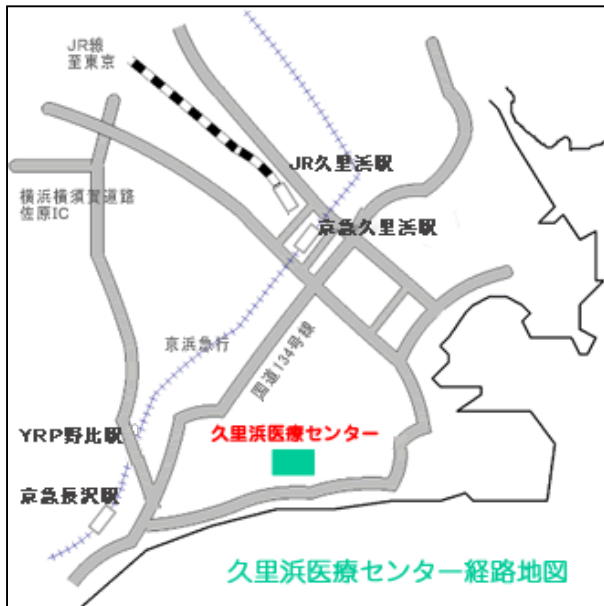 JR線
至東京
JR久里浜駅
横浜横須賀道路
佐原IC
京急久里浜駅
京浜急行
国道134号線
YRP野比駅
久里浜医療センター
京急長沢駅
久里浜医療センター経路地図